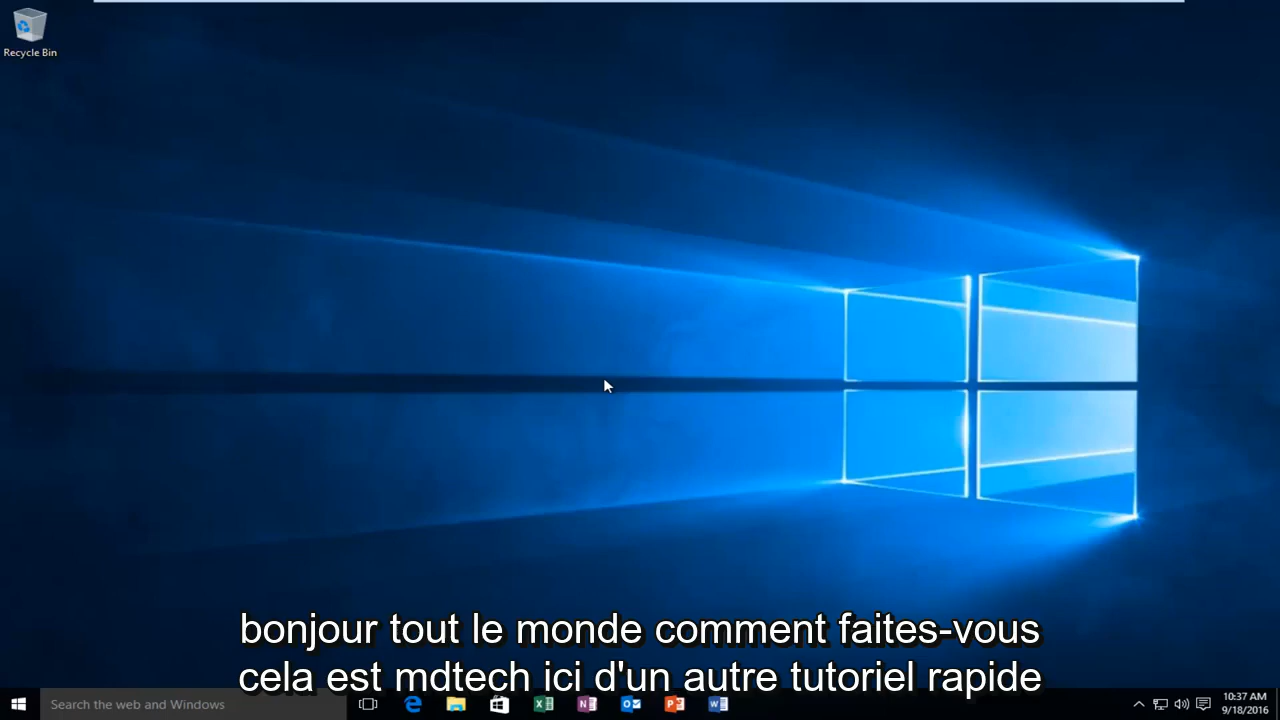 Recycle Bin
bonjour tout le monde comment faites-vous
cela est mdtech ici d'un autre tutoriel rapide
Search the web and Windows
10:37 AM
9/18/2016